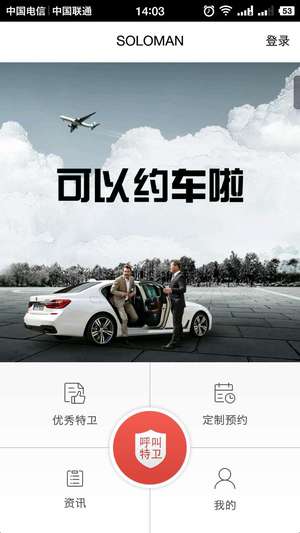 中国电信 中国联通 14:03 53
SOLOMAN 登录
可以约车啦
优秀特卫 定制预约
呼叫
特卫
资讯 我的